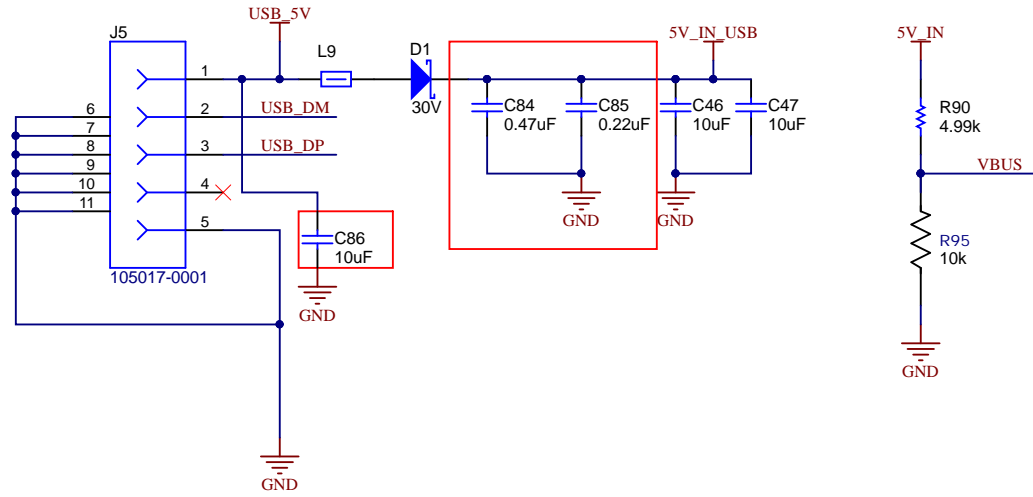 USB_5V
J5
L9
D1
5V_IN_USB
5V_IN
1
30V
C84
0.47uF
C85
0.22uF
C46
10uF
C47
10uF
R90
4.99k
6
2
USB_DM
7
8
3
USB_DP
VBUS
9
10
4
11
GND
GND
5
C86
10uF
R95
10k
105017-0001
GND
GND
GND